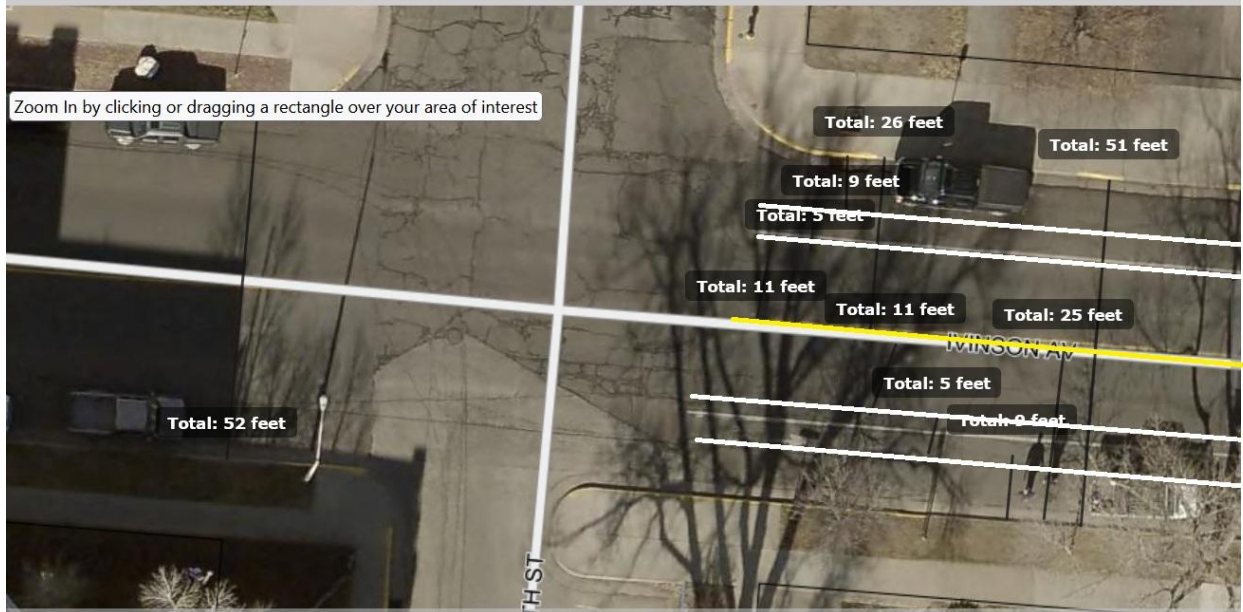 Zoom In by clicking or dragging a rectangle over your area of interest
Total: 26 feet
Total: 51 feet
Total: 9 feet
Total: 5 feet
Total: 11 feet
Total: 11 feet
Total: 25 feet
IVINSON AV
Total: 5 feet
Total: 9 feet
Total: 52 feet
TH ST